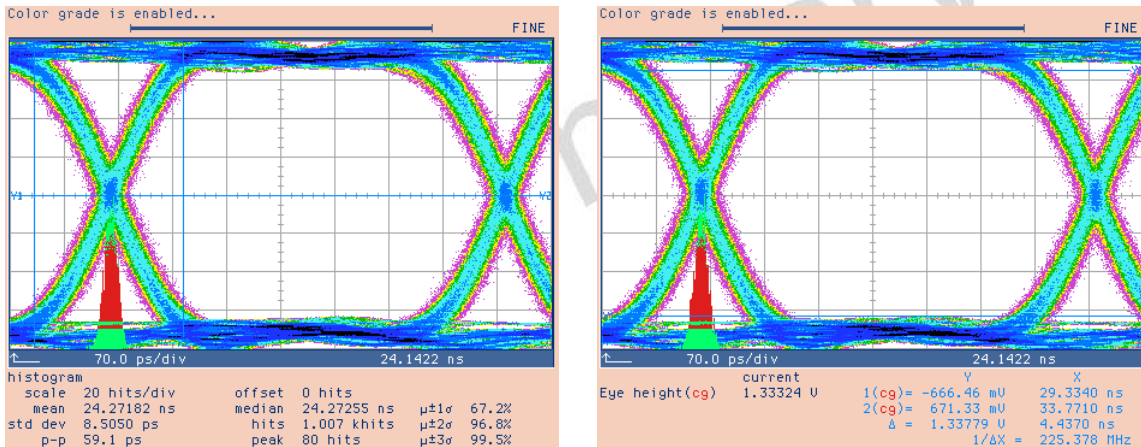 Color grade is enabled...
FINE
Y1
Y2
70.0 ps/div 24.1422 ns
histogram
scale 20 hits/div offset 0 hits
mean 24.27182 ns median 24.27255 ns μ±1σ 67.2%
std dev 8.5050 ps hits 1.007 khits μ±2σ 96.8%
p-p 59.1 ps peak 80 hits μ±3σ 99.5%
Color grade is enabled...
FINE
70.0 ps/div 24.1422 ns
current Y X
Eye height(cg) 1.33324 V 1(cg)= -666.46 mV 29.3340 ns
2(cg)= 671.33 mV 33.7710 ns
Δ = 1.33779 V 4.4370 ns
1/ΔX = 225.378 MHz